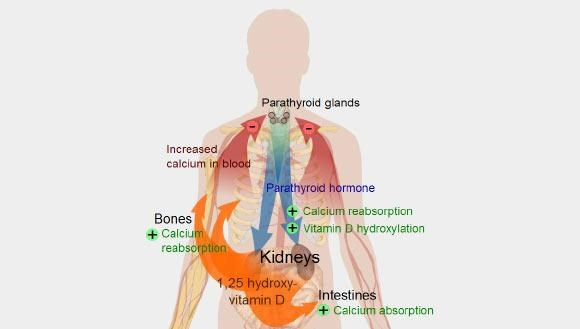 Parathyroid glands
- -
Increased
calcium in blood
Parathyroid hormone
+ Calcium reabsorption
+ Vitamin D hydroxylation
Bones
+ Calcium
reabsorption
Kidneys
1,25 hydroxy-
vitamin D
Intestines
+ Calcium absorption